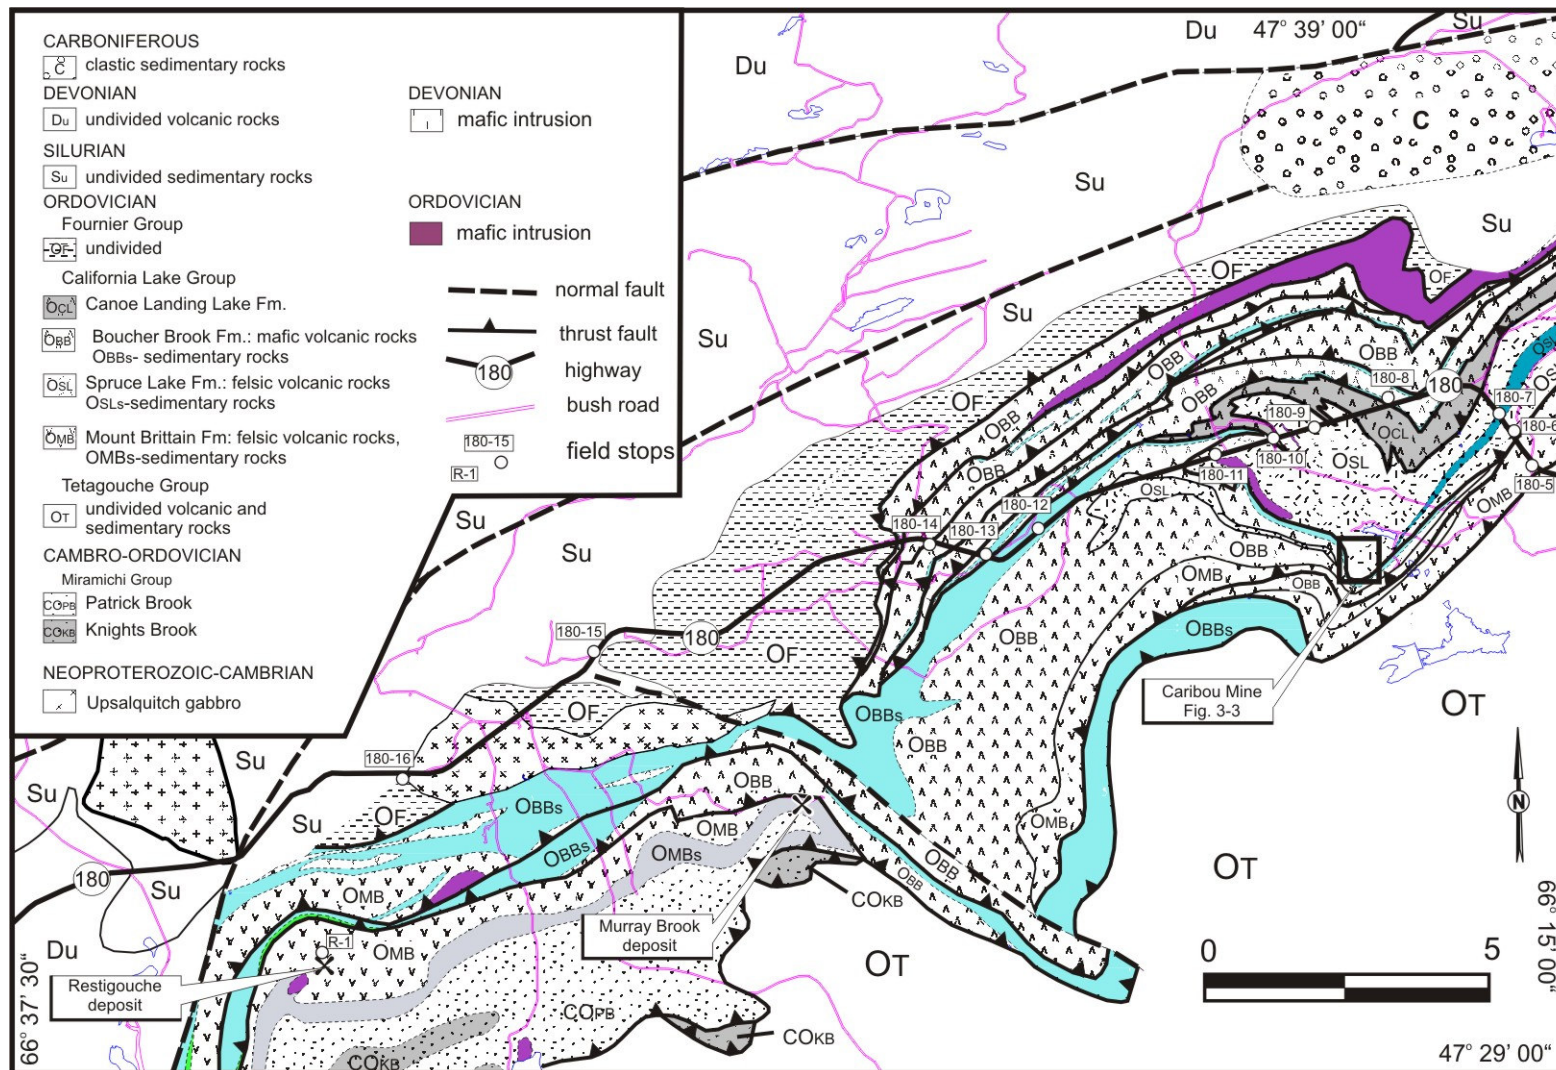 CARBONIFEROUS
C clastic sedimentary rocks
DEVONIAN
Du undivided volcanic rocks
SILURIAN
Su undivided sedimentary rocks
ORDOVICIAN
Fournier Group
OF undivided
California Lake Group
OCL Canoe Landing Lake Fm.
OBB Boucher Brook Fm.: mafic volcanic rocks
OBBs- sedimentary rocks
OSL Spruce Lake Fm.: felsic volcanic rocks
OSLs-sedimentary rocks
OMB Mount Brittain Fm: felsic volcanic rocks,
OMBs-sedimentary rocks
Tetagouche Group
OT undivided volcanic and
sedimentary rocks
CAMBRO-ORDOVICIAN
Miramichi Group
COPB Patrick Brook
COKB Knights Brook
NEOPROTEROZOIC-CAMBRIAN
Upsalquitch gabbro
DEVONIAN
mafic intrusion
ORDOVICIAN
mafic intrusion
normal fault
thrust fault
180 highway
bush road
180-15
R-1
field stops
Du 47° 39' 00"
Su
Du
C
Su
Su
Su
OF
OF
OBB
OBB
OBB
OBB
OBB
OSL
180-8
180
180-7
180-9
180-6
OCL
180-10
OSL
OSL
180-11
180-5
OSL
OMB
Su
Su
180-12
180-14
180-13
OBB
OMB
OBB
OBBs
OBB
180-15
180
OF
Caribou Mine
Fig. 3-3
OT
OF
OBBs
OBB
180-16
Su
Su
OF
OBBs
OBB
N
Su
OMB
OMB
OBBs
OMBs
OBB
OBB
OT
180
Su
OMB
COKB
Murray Brook
deposit
Du
R-1
OMB
OT
0 5
Restigouche
deposit
COPB
COKB
COKB
66° 37' 30"
66° 15' 00"
47° 29' 00"